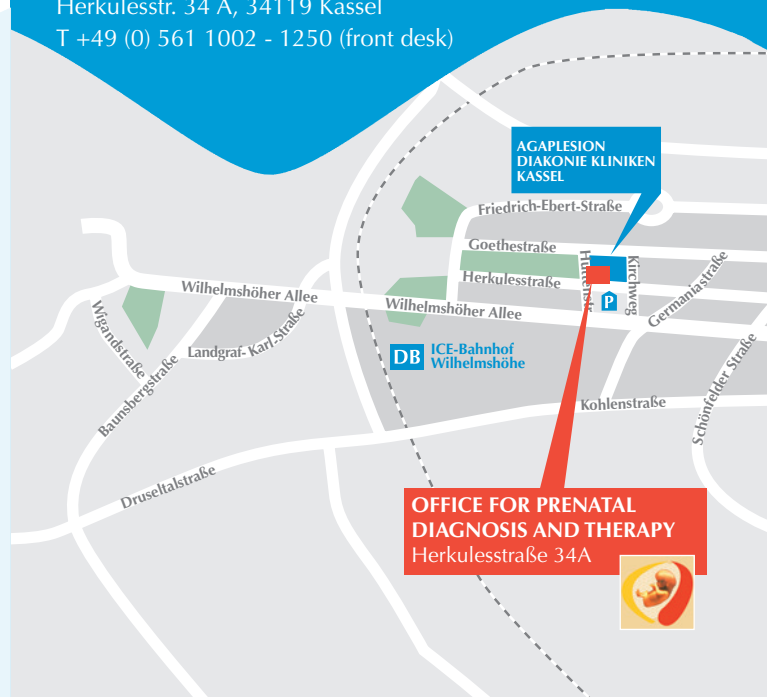 Herkulesstr. 34 A, 34119 Kassel
T +49 (0) 561 1002 - 1250 (front desk)
AGAPLESION
DIAKONIE KLINIKEN
KASSEL
Friedrich-Ebert-Straße
Goethestraße
Herkulesstraße
Hüttenstr.
Kirchweg
Germaniastraße
P
Wilhelmshöher Allee
Wilhelmshöher Allee
Wigandstraße
Landgraf- Karl-Straße
Baunsbergstraße
DB
ICE-Bahnhof
Wilhelmshöhe
Schönfelder Straße
Kohlenstraße
Druseltalstraße
OFFICE FOR PRENATAL
DIAGNOSIS AND THERAPY
Herkulesstraße 34A